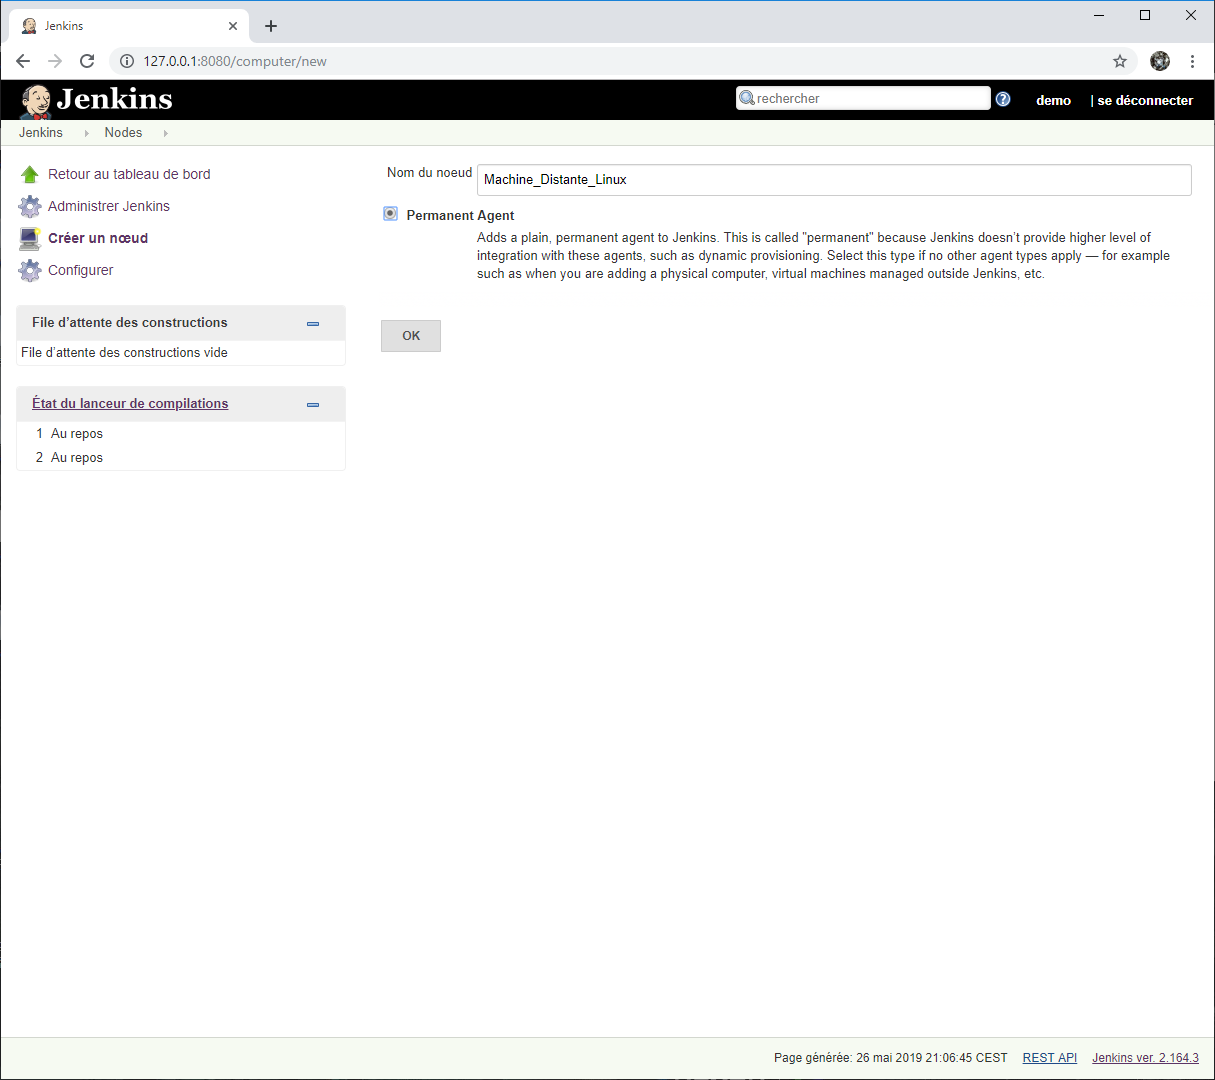 Jenkins
127.0.0.1:8080/computer/new
Jenkins
rechercher
demo
| se déconnecter
Jenkins
Nodes
Retour au tableau de bord
Administrer Jenkins
Créer un nœud
Configurer
File d'attente des constructions
File d'attente des constructions vide
État du lanceur de compilations
1 Au repos
2 Au repos
Nom du noeud
Machine_Distante_Linux
Permanent Agent
Adds a plain, permanent agent to Jenkins. This is called "permanent" because Jenkins doesn't provide higher level of
integration with these agents, such as dynamic provisioning. Select this type if no other agent types apply — for example
such as when you are adding a physical computer, virtual machines managed outside Jenkins, etc.
OK
Page générée: 26 mai 2019 21:06:45 CEST
REST API
Jenkins ver. 2.164.3